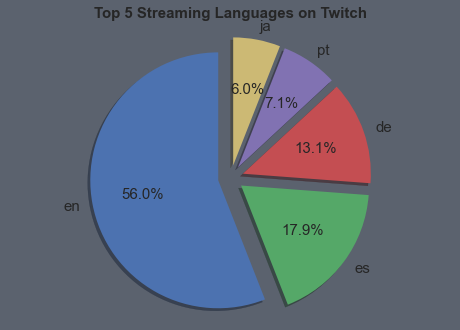 Top 5 Streaming Languages on Twitch
ja
pt
6.0%
7.1%
de
13.1%
56.0%
en
17.9%
es